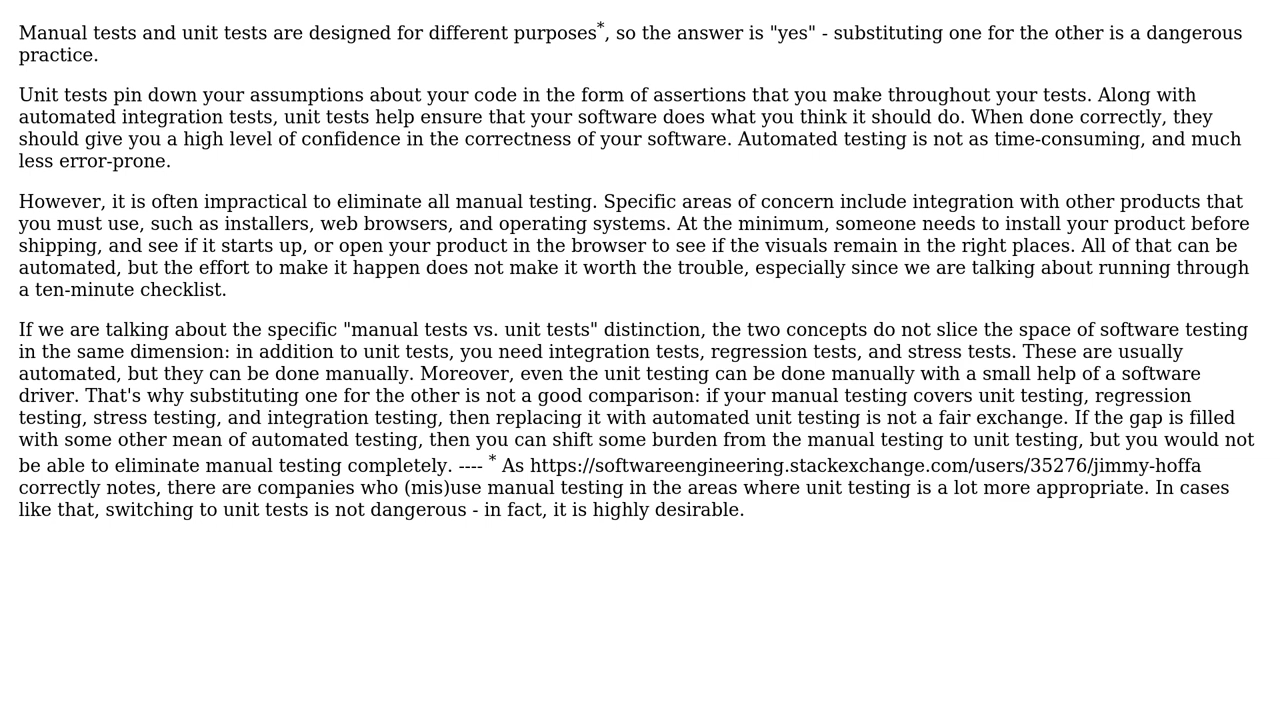 Manual tests and unit tests are designed for different purposes*, so the answer is "yes" - substituting one for the other is a dangerous
practice.
Unit tests pin down your assumptions about your code in the form of assertions that you make throughout your tests. Along with
automated integration tests, unit tests help ensure that your software does what you think it should do. When done correctly, they
should give you a high level of confidence in the correctness of your software. Automated testing is not as time-consuming, and much
less error-prone.
However, it is often impractical to eliminate all manual testing. Specific areas of concern include integration with other products that
you must use, such as installers, web browsers, and operating systems. At the minimum, someone needs to install your product before
shipping, and see if it starts up, or open your product in the browser to see if the visuals remain in the right places. All of that can be
automated, but the effort to make it happen does not make it worth the trouble, especially since we are talking about running through
a ten-minute checklist.
If we are talking about the specific "manual tests vs. unit tests" distinction, the two concepts do not slice the space of software testing
in the same dimension: in addition to unit tests, you need integration tests, regression tests, and stress tests. These are usually
automated, but they can be done manually. Moreover, even the unit testing can be done manually with a small help of a software
driver. That's why substituting one for the other is not a good comparison: if your manual testing covers unit testing, regression
testing, stress testing, and integration testing, then replacing it with automated unit testing is not a fair exchange. If the gap is filled
with some other mean of automated testing, then you can shift some burden from the manual testing to unit testing, but you would not
be able to eliminate manual testing completely. ---- * As https://softwareengineering.stackexchange.com/users/35276/jimmy-hoffa
correctly notes, there are companies who (mis)use manual testing in the areas where unit testing is a lot more appropriate. In cases
like that, switching to unit tests is not dangerous - in fact, it is highly desirable.